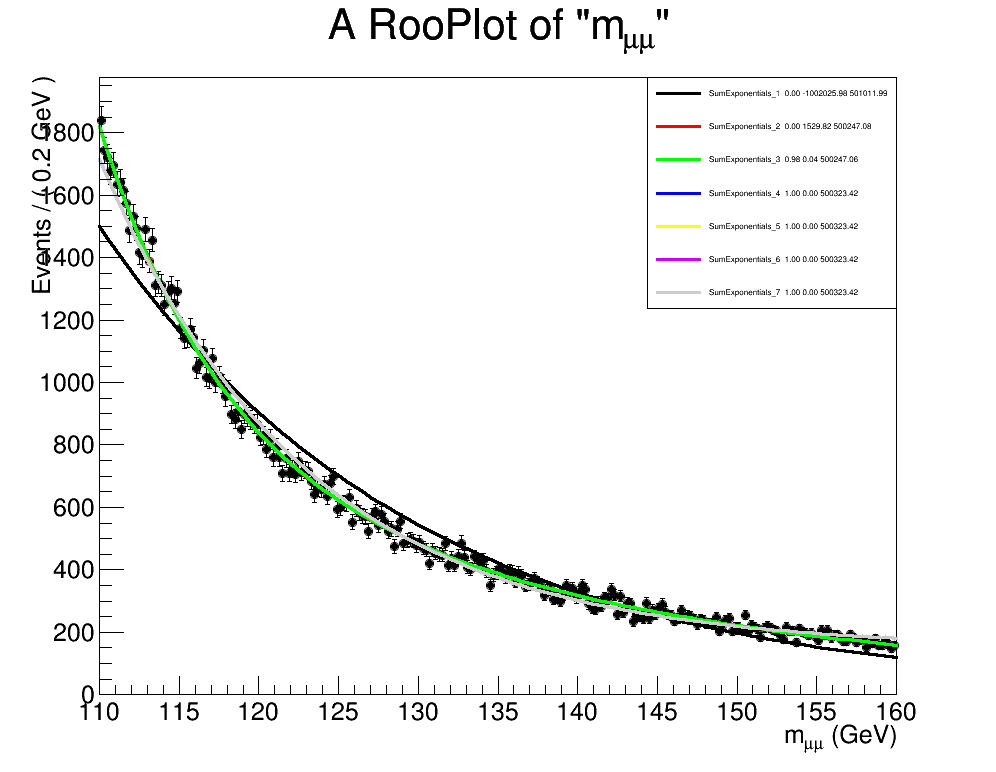 A RooPlot of "mμμ"
Events / ( 0.2 GeV )
1800
1600
1400
1200
1000
800
600
400
200
0
110 115 120 125 130 135 140 145 150 155 160
mμμ (GeV)
SumExponentials_1 0.00 -1002025.98 501011.99
SumExponentials_2 0.00 1529.82 500247.08
SumExponentials_3 0.98 0.04 500247.06
SumExponentials_4 1.00 0.00 500323.42
SumExponentials_5 1.00 0.00 500323.42
SumExponentials_6 1.00 0.00 500323.42
SumExponentials_7 1.00 0.00 500323.42